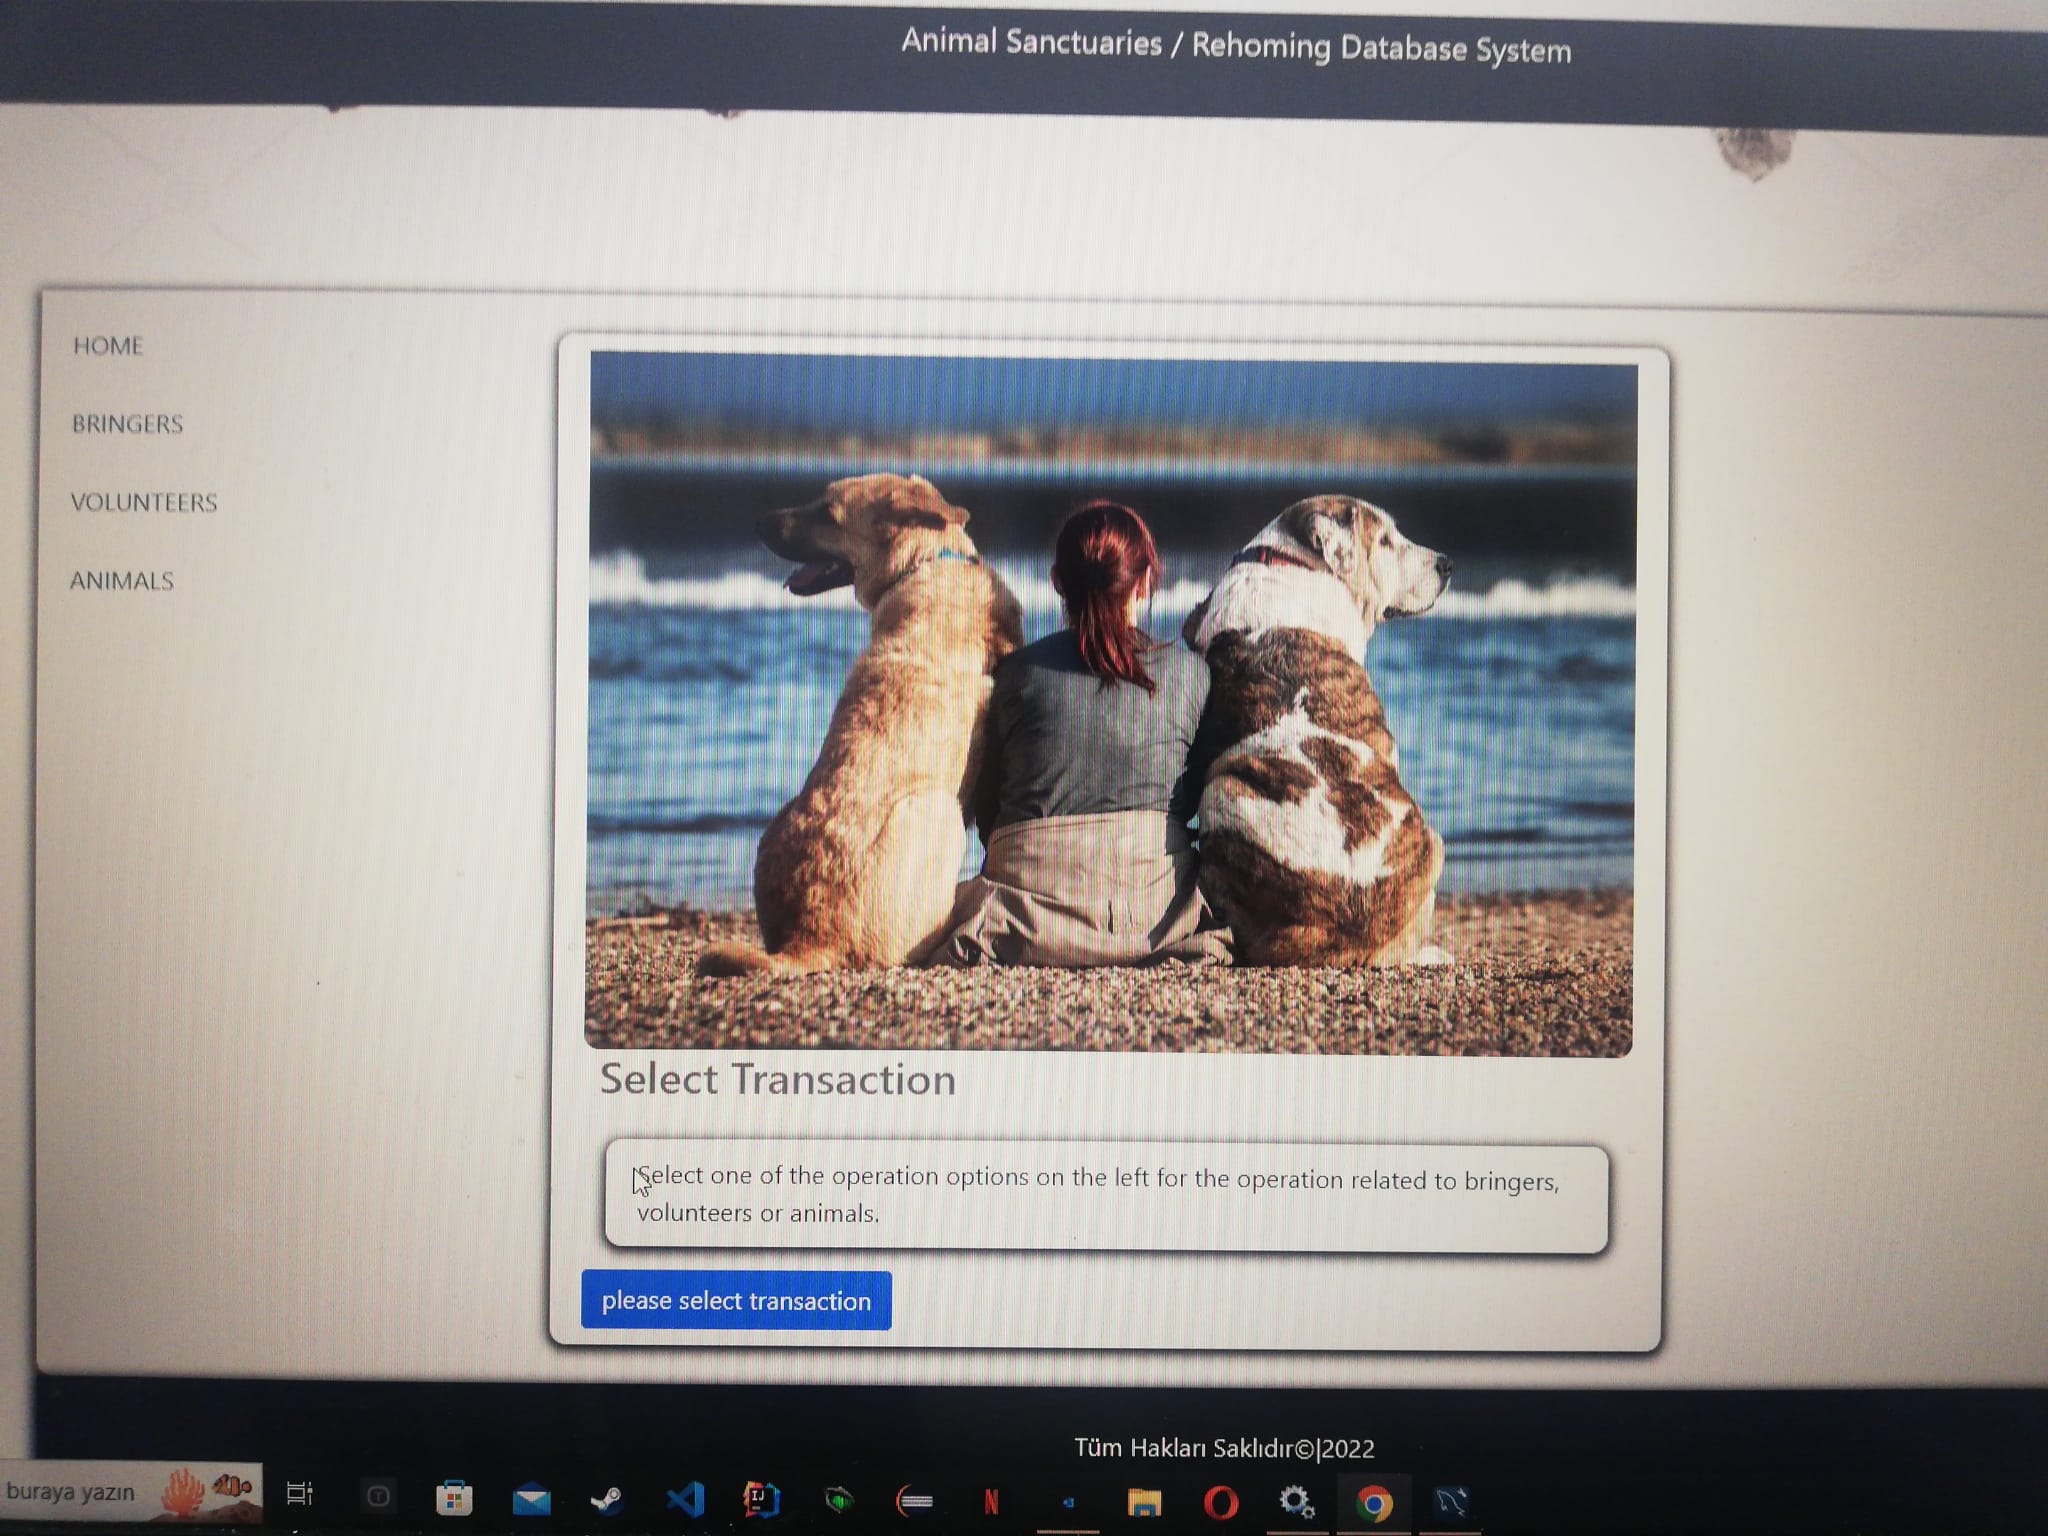 Animal Sanctuaries / Rehoming Database System
HOME
BRINGERS
VOLUNTEERS
ANIMALS
Select Transaction
Select one of the operation options on the left for the operation related to bringers,
volunteers or animals.
please select transaction
Tüm Hakları Saklıdır©|2022
buraya yazın